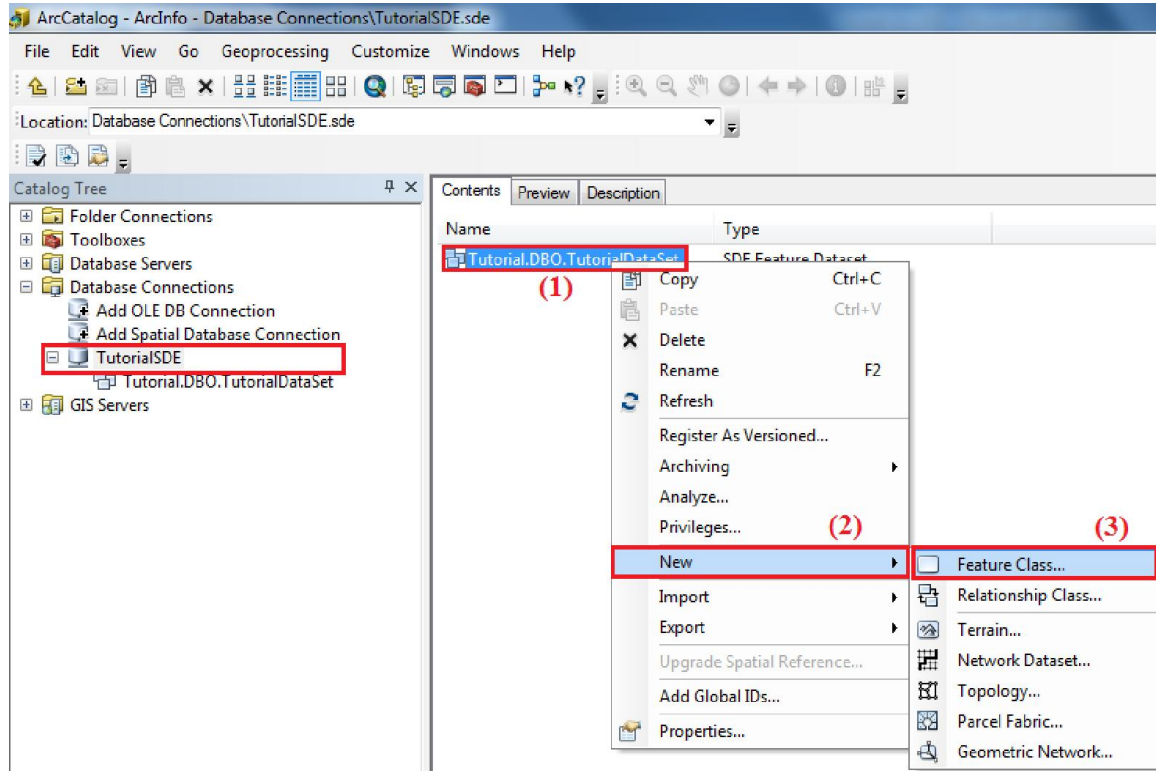 ArcCatalog - ArcInfo - Database Connections\TutorialSDE.sde
File Edit View Go Geoprocessing Customize Windows Help
Location: Database Connections\TutorialSDE.sde
Catalog Tree
Folder Connections
Toolboxes
Database Servers
Database Connections
Add OLE DB Connection
Add Spatial Database Connection
TutorialSDE
Tutorial.DBO.TutorialDataSet
GIS Servers
Contents Preview Description
Name Type
Tutorial.DBO.TutorialDataSet SDE Feature Dataset
(1)
Copy Ctrl+C
Paste Ctrl+V
Delete
Rename F2
Refresh
Register As Versioned...
Archiving
Analyze...
Privileges...
(2)
New
Import
Export
Upgrade Spatial Reference...
Add Global IDs...
Properties...
(3)
Feature Class...
Relationship Class...
Terrain...
Network Dataset...
Topology...
Parcel Fabric...
Geometric Network...